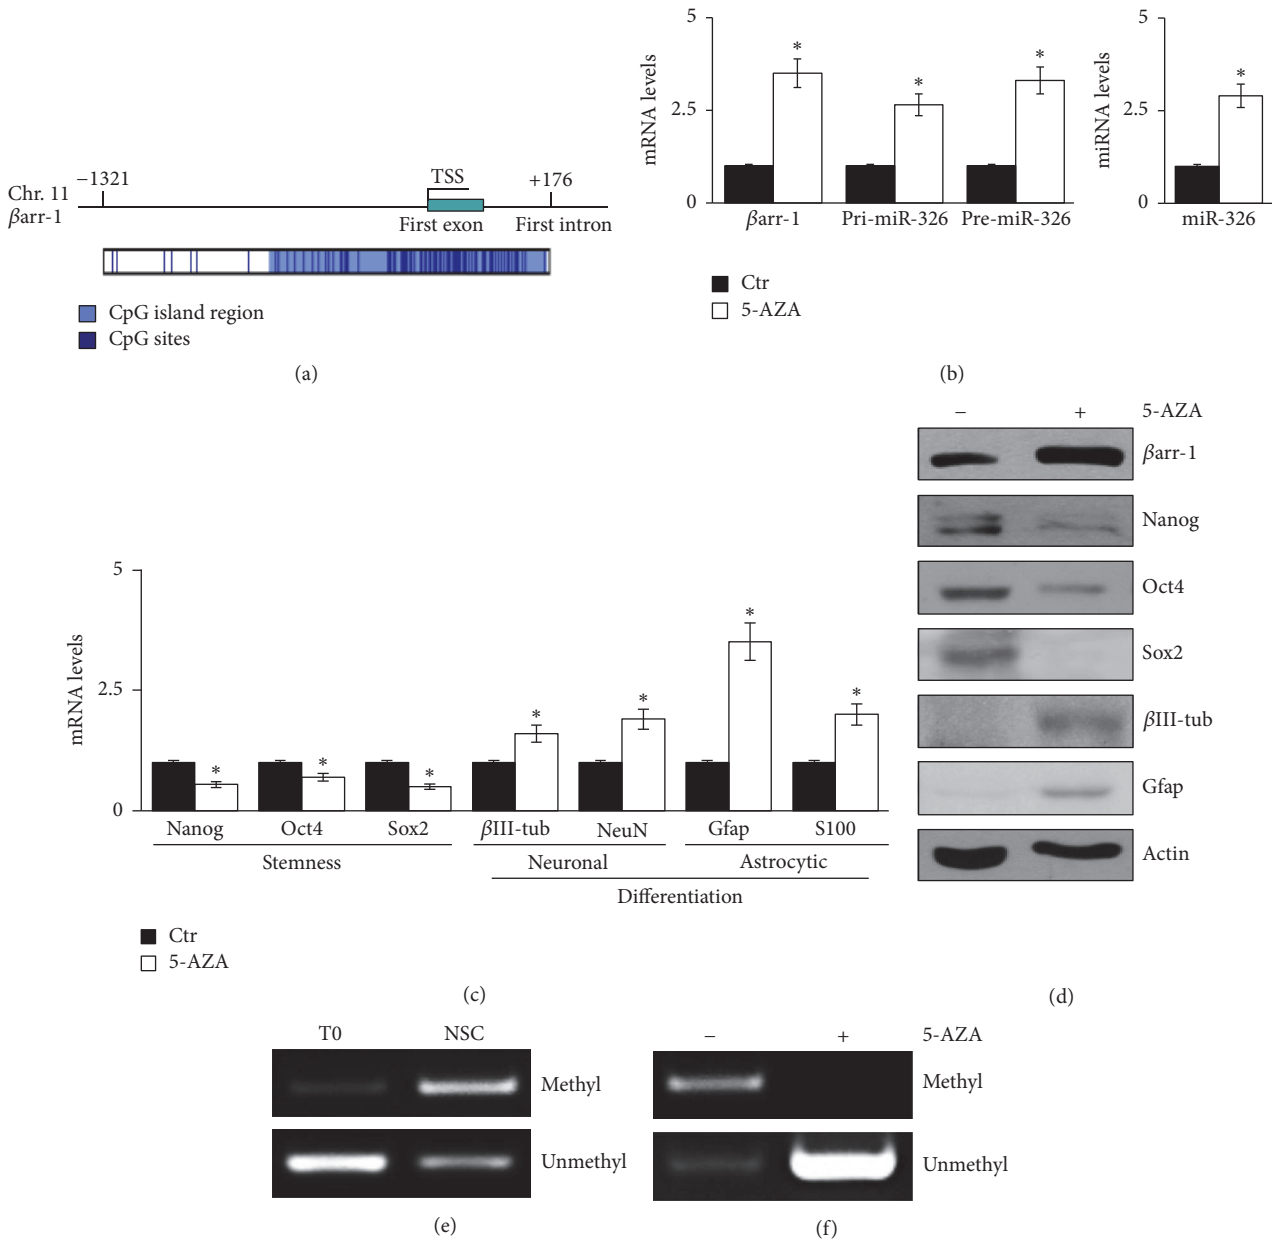 −1321
TSS
+176
Chr. 11
βarr-1
First exon
First intron
CpG island region
CpG sites
(a)
5
2.5
0
mRNA levels
*
*
*
βarr-1
Pri-miR-326
Pre-miR-326
5
2.5
0
miRNA levels
*
miR-326
Ctr
5-AZA
(b)
5
2.5
0
mRNA levels
*
*
*
*
*
*
*
Nanog
Oct4
Sox2
βIII-tub
NeuN
Gfap
S100
Stemness
Neuronal
Astrocytic
Differentiation
Ctr
5-AZA
(c)
−
+
5-AZA
βarr-1
Nanog
Oct4
Sox2
βIII-tub
Gfap
Actin
(d)
T0
NSC
Methyl
Unmethyl
(e)
−
+
5-AZA
Methyl
Unmethyl
(f)